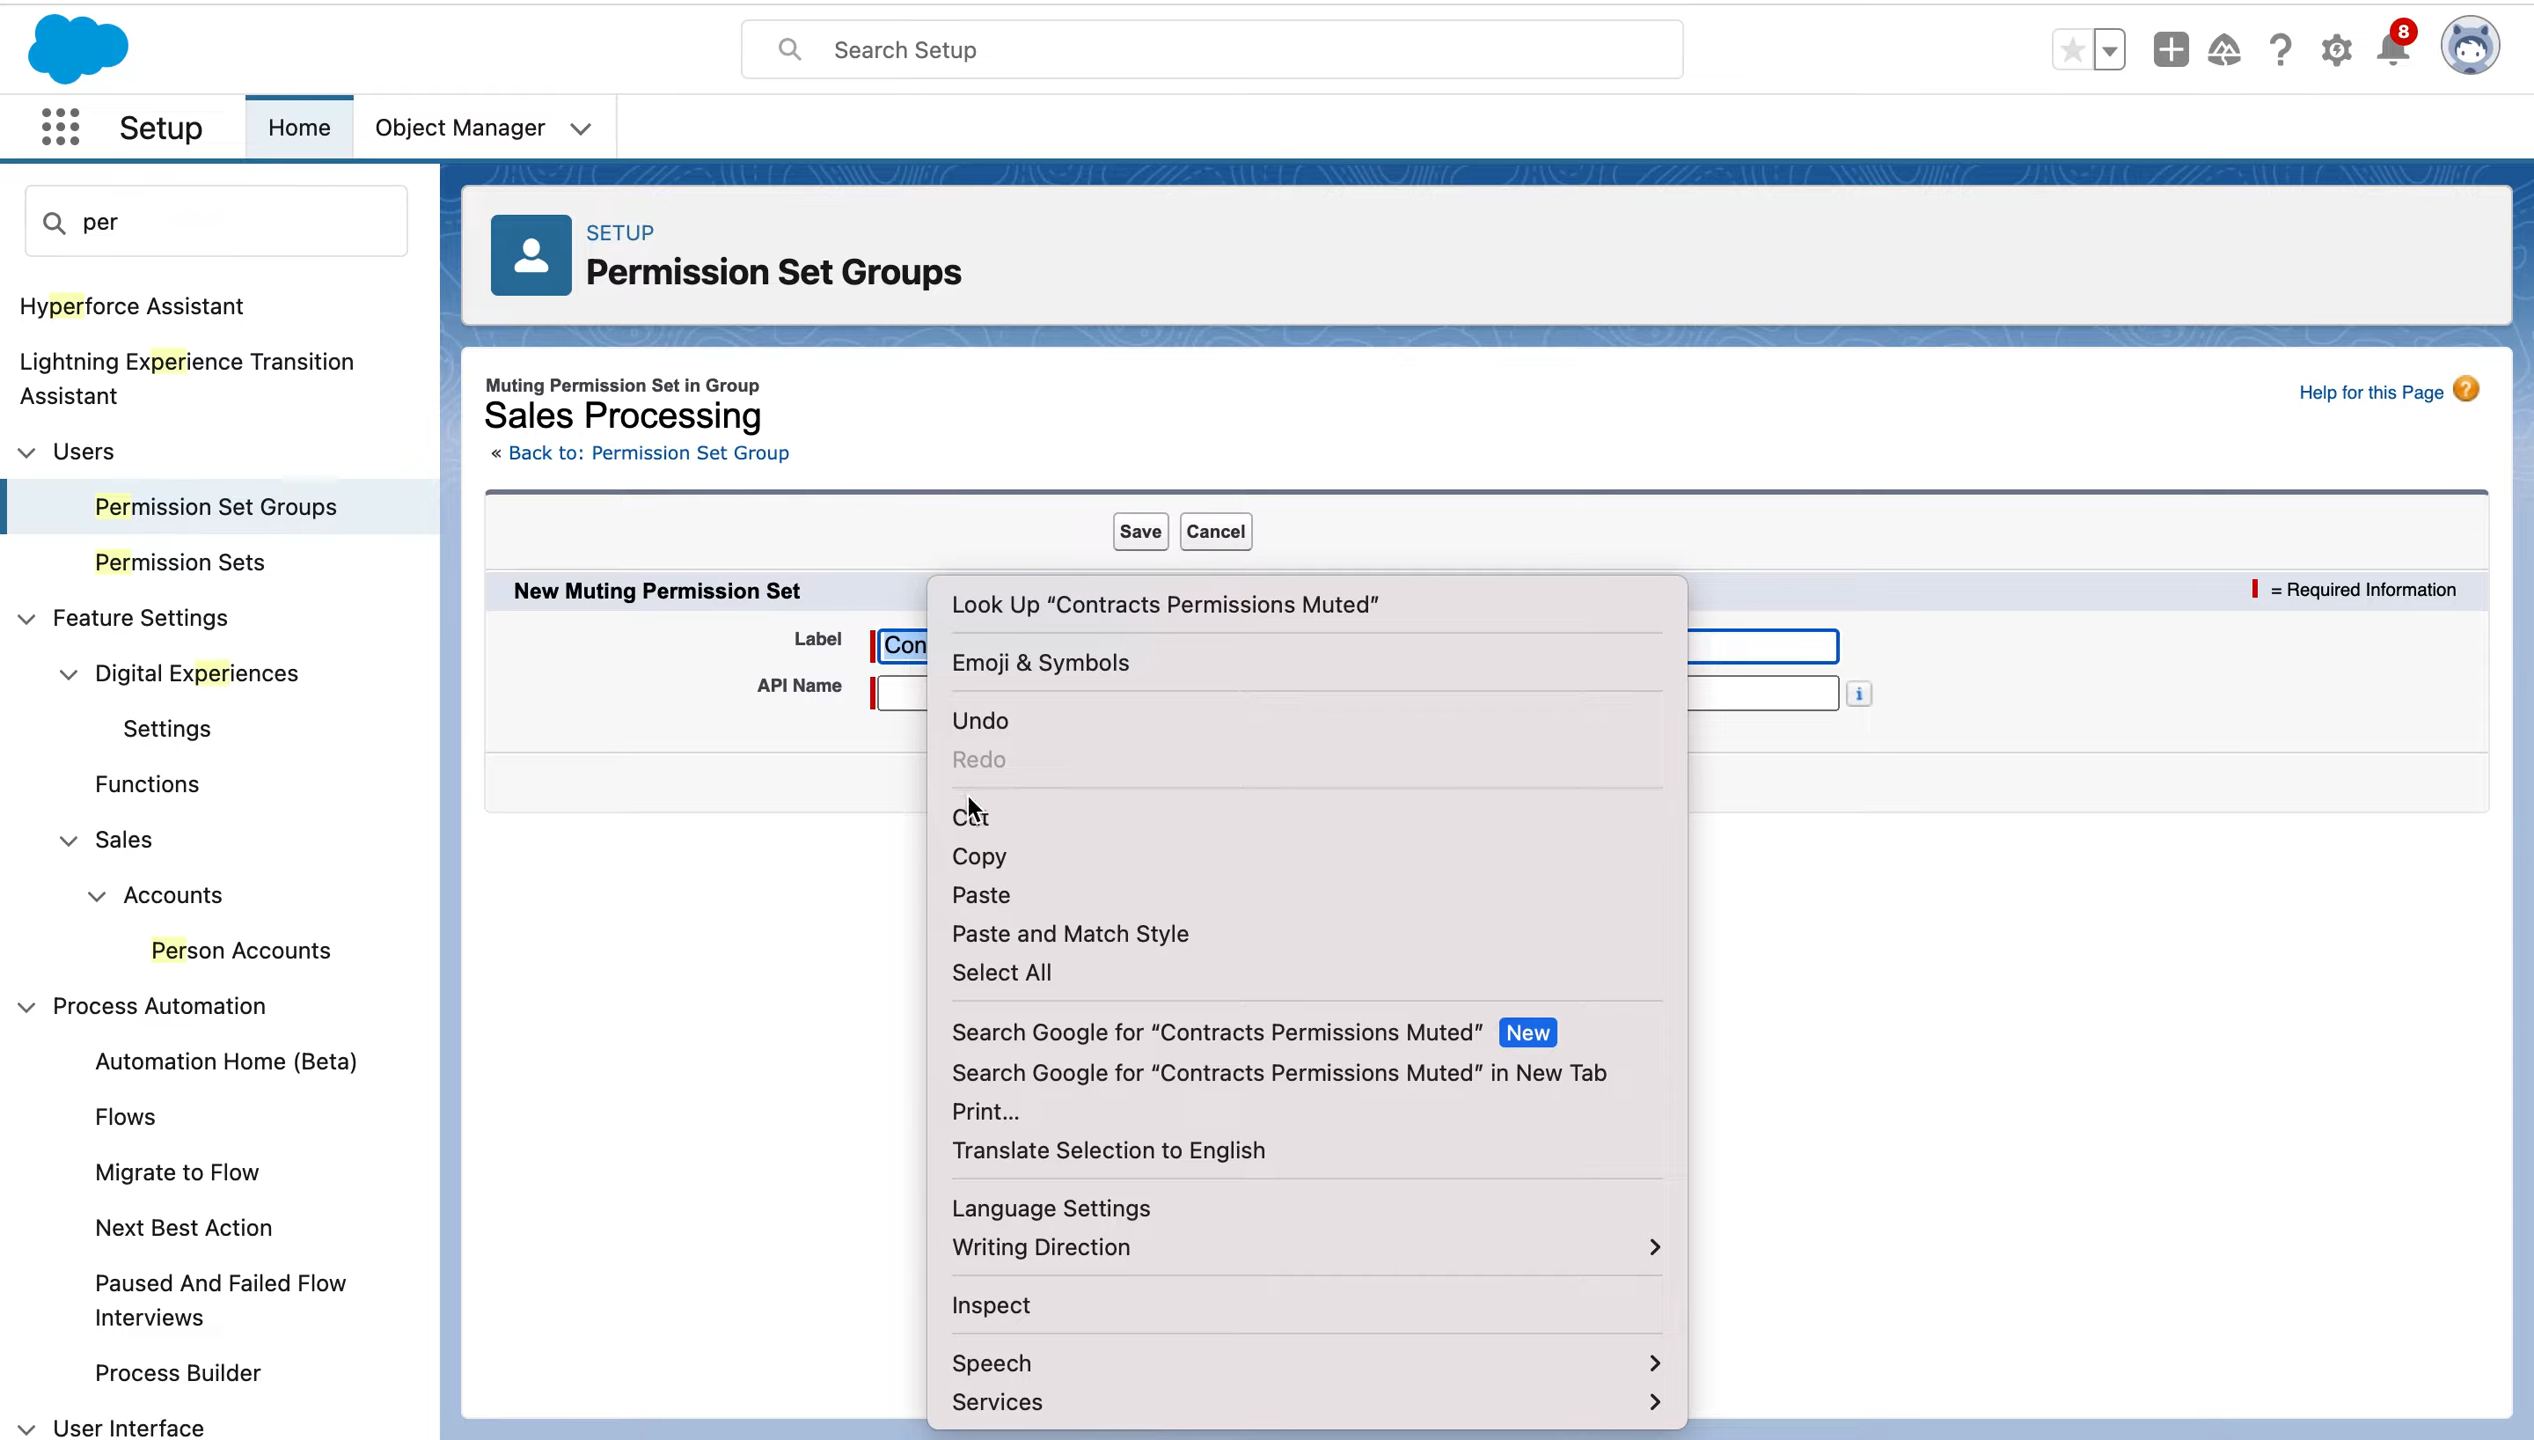 Search Setup
8
Setup
Home
Object Manager
per
Hyperforce Assistant
Lightning Experience Transition
Assistant
Users
Permission Set Groups
Permission Sets
Feature Settings
Digital Experiences
Settings
Functions
Sales
Accounts
Person Accounts
Process Automation
Automation Home (Beta)
Flows
Migrate to Flow
Next Best Action
Paused And Failed Flow
Interviews
Process Builder
User Interface
SETUP
Permission Set Groups
Muting Permission Set in Group
Sales Processing
« Back to: Permission Set Group
Help for this Page
Save Cancel
New Muting Permission Set
= Required Information
Label
Con
API Name
Look Up “Contracts Permissions Muted”
Emoji & Symbols
Undo
Redo
Cut
Copy
Paste
Paste and Match Style
Select All
Search Google for “Contracts Permissions Muted” New
Search Google for “Contracts Permissions Muted” in New Tab
Print...
Translate Selection to English
Language Settings
Writing Direction
Inspect
Speech
Services